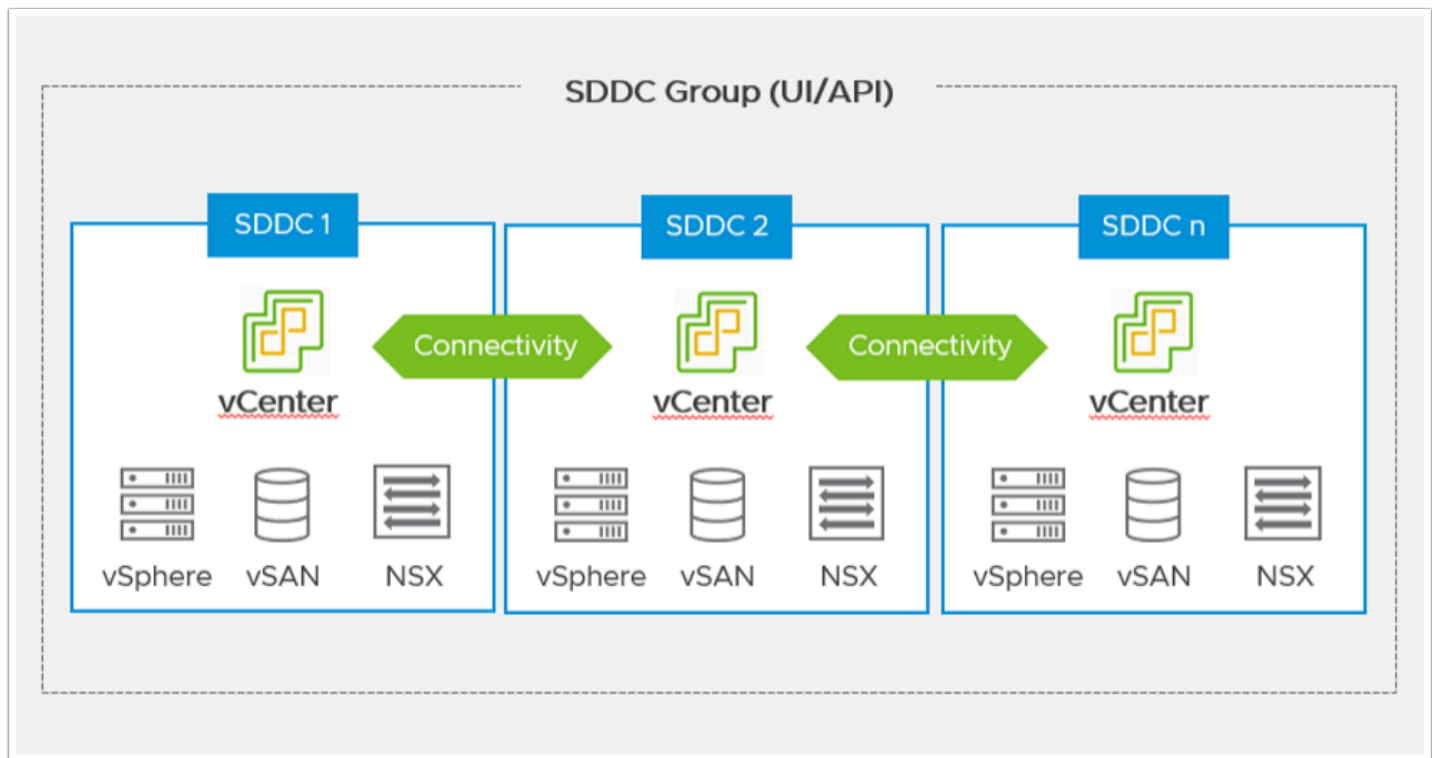 SDDC Group (UI/API)
SDDC 1
SDDC 2
SDDC n
Connectivity
Connectivity
vCenter
vCenter
vCenter
vSphere vSAN NSX
vSphere vSAN NSX
vSphere vSAN NSX